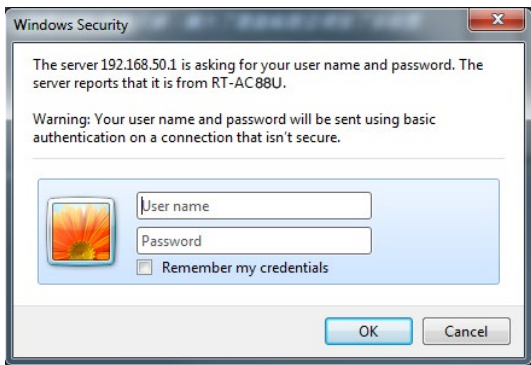 Windows Security
The server 192.168.50.1 is asking for your user name and password. The
server reports that it is from RT-AC88U.
Warning: Your user name and password will be sent using basic
authentication on a connection that isn't secure.
User name
Password
Remember my credentials
OK
Cancel